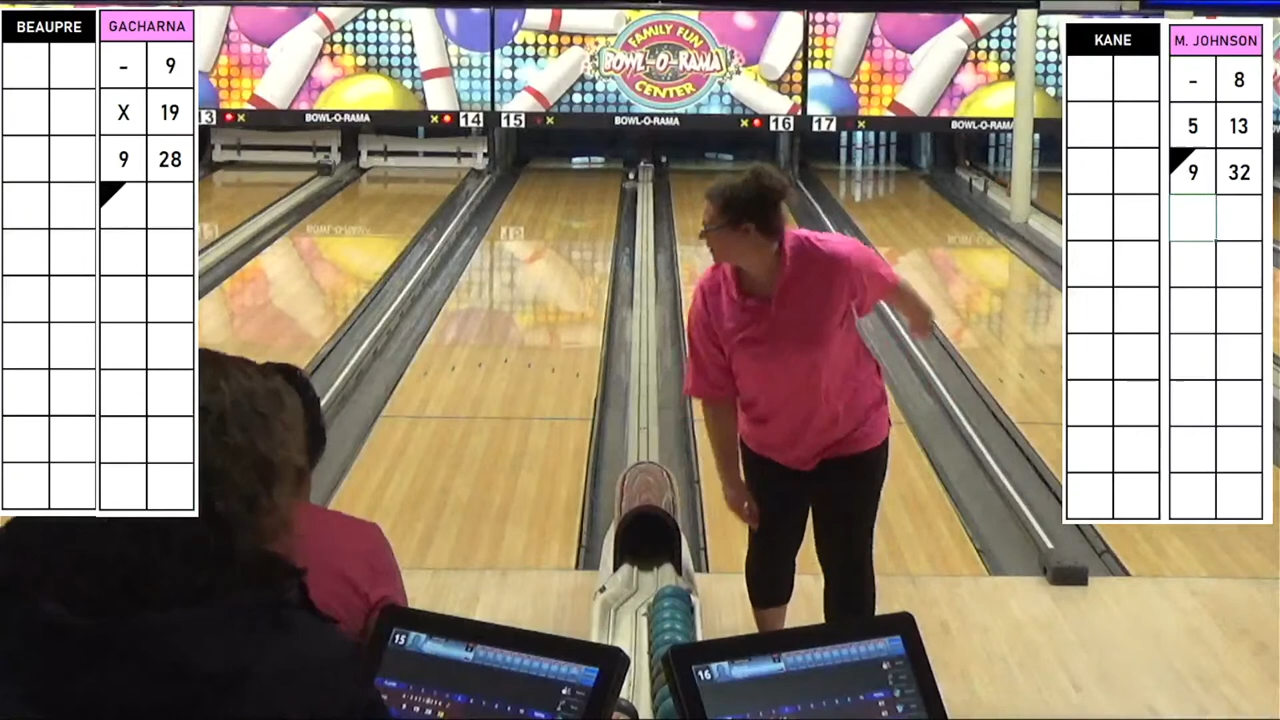 BEAUPRE GACHARNA
- 9
X 19
9 28
FAMILY FUN
BOWL-O-RAMA
CENTER
KANE M. JOHNSON
- 8
5 13
9 32
3 BOWL-O-RAMA 14
15 BOWL-O-RAMA 16
17 BOWL-O-RAMA
15
16